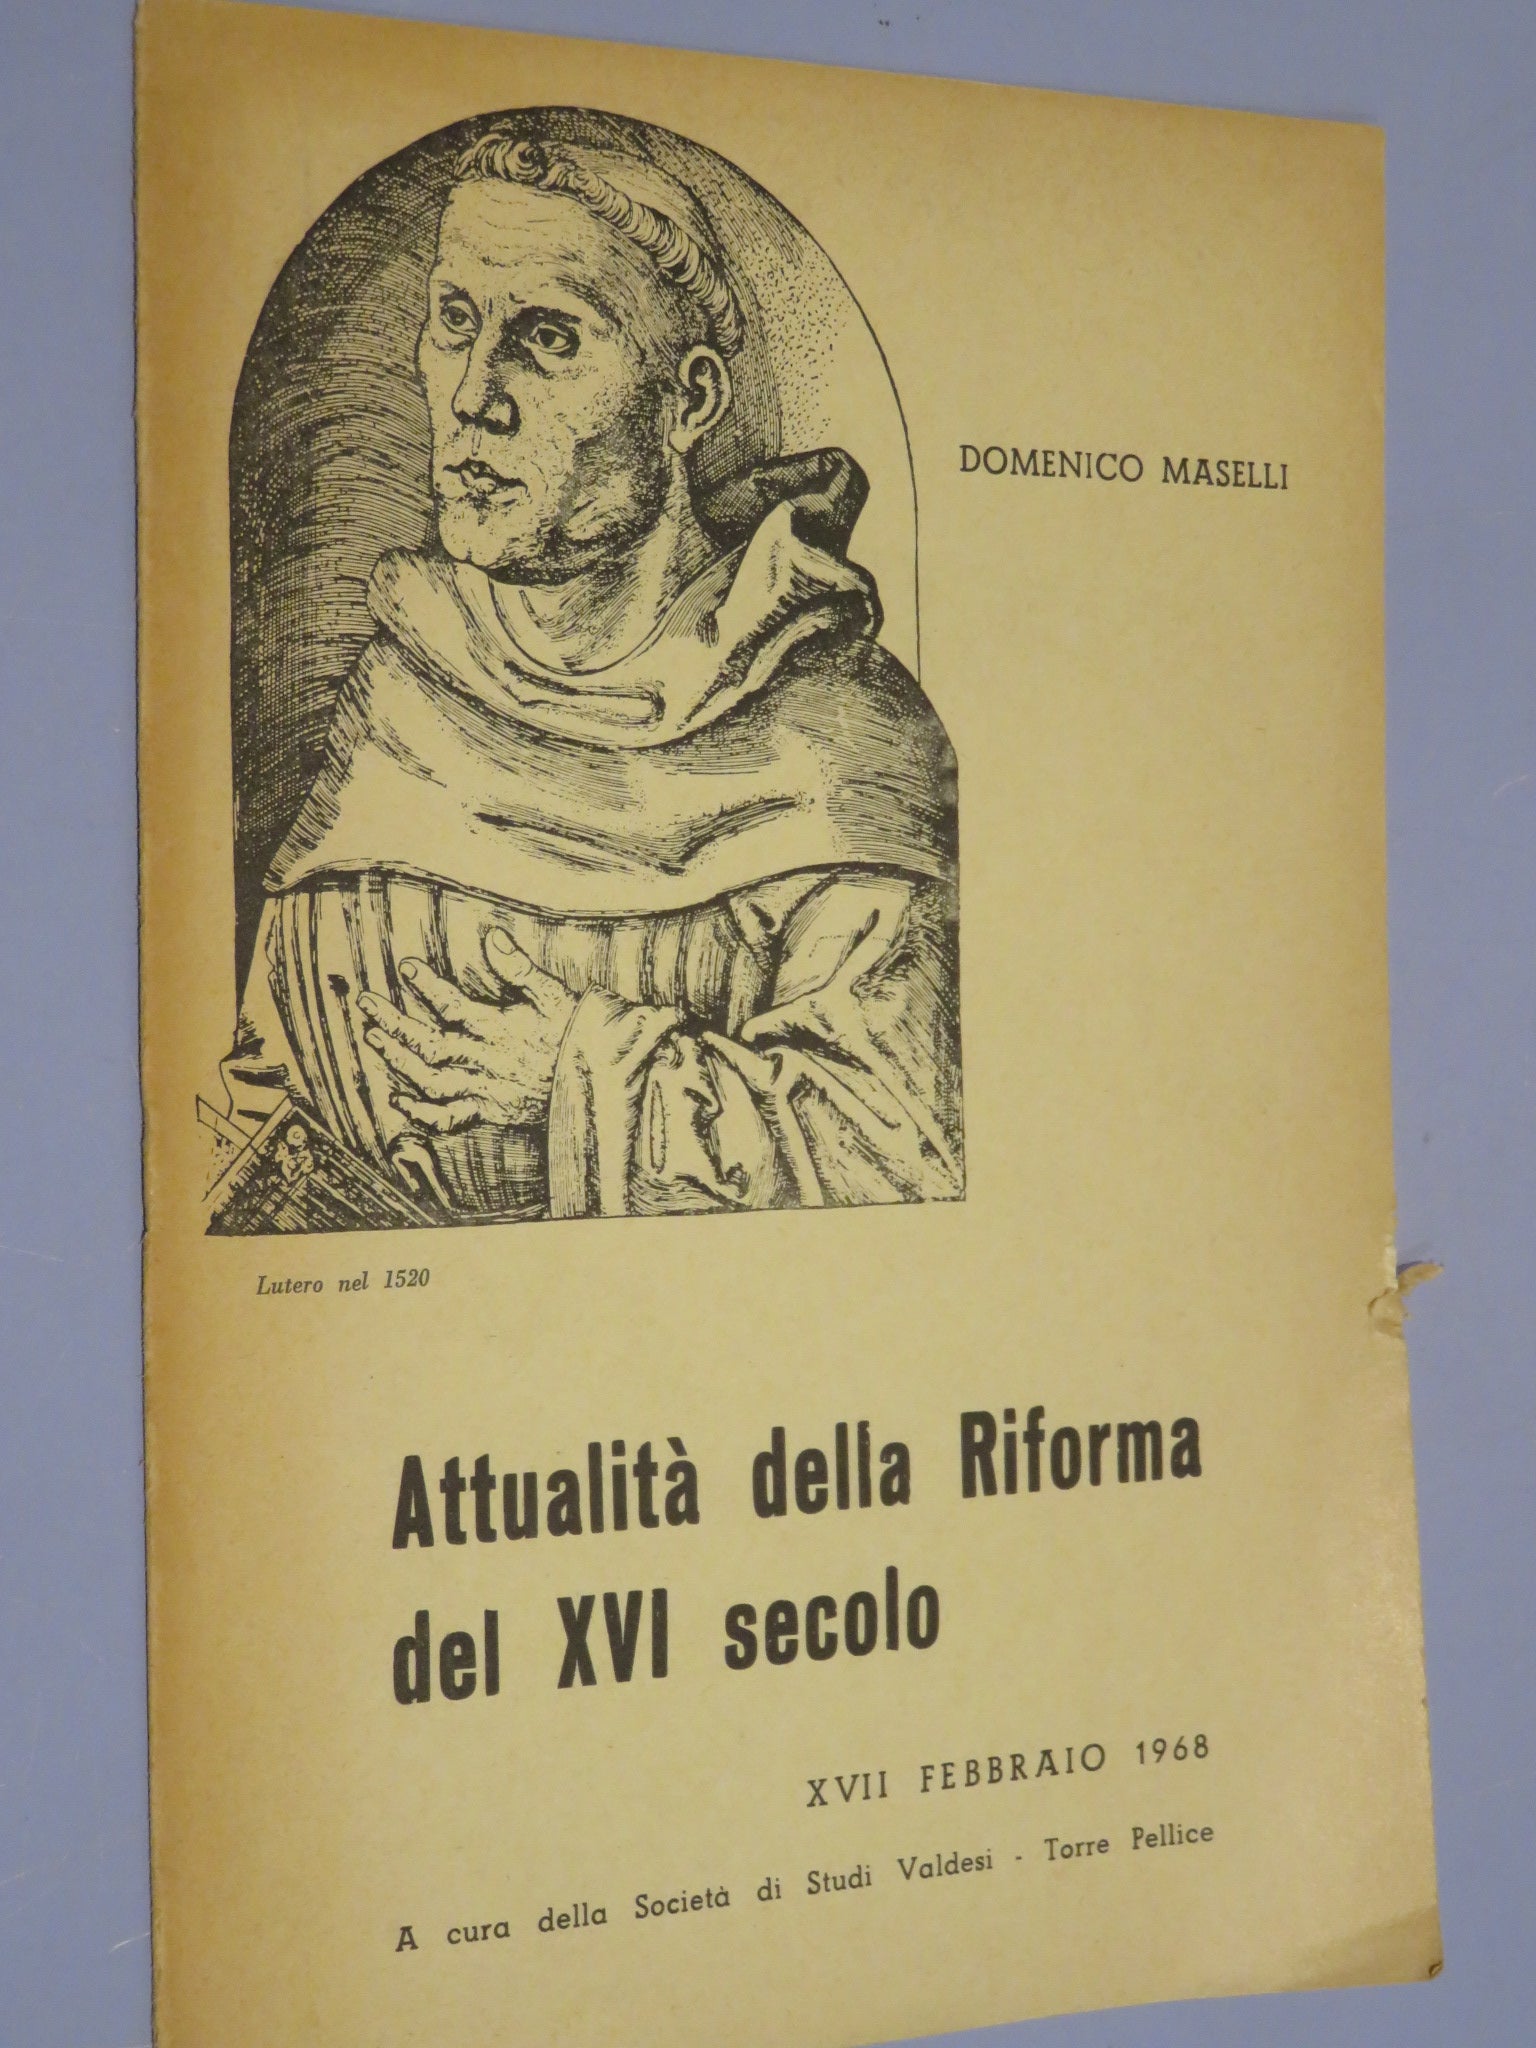 DOMENICO MASELLI
Lutero nel 1520
Attualità della Riforma
del XVI secolo
XVII FEBBRAIO 1968
A cura della Società di Studi Valdesi - Torre Pellice